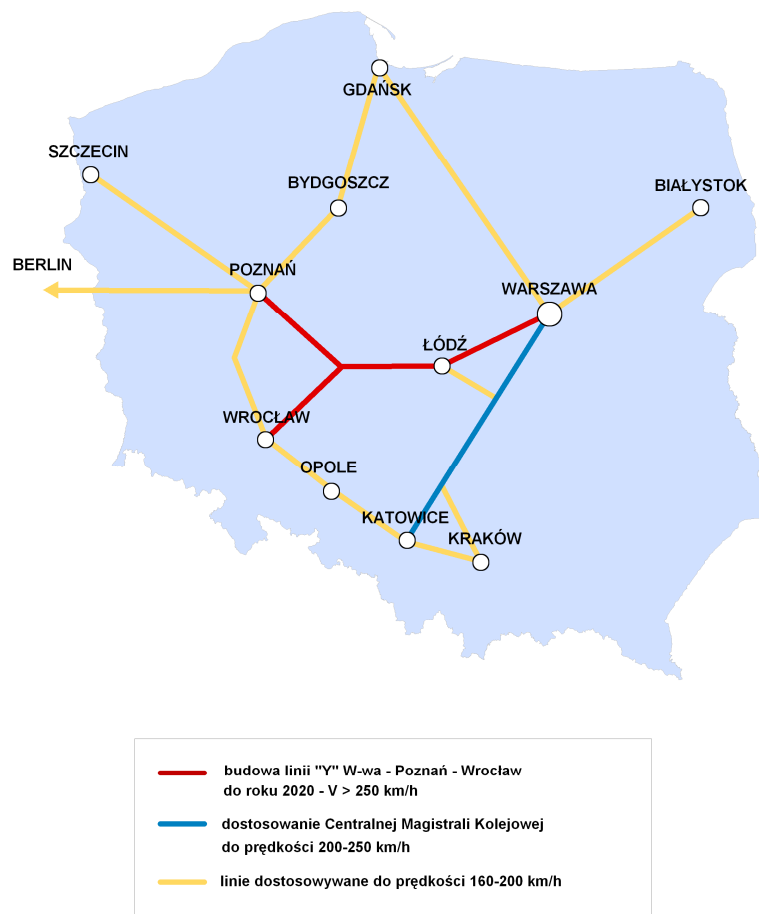 GDAŃSK
SZCZECIN
BYDGOSZCZ
BIAŁYSTOK
BERLIN
POZNAŃ
WARSZAWA
ŁÓDŹ
WROCŁAW
OPOLE
KATOWICE
KRAKÓW
budowa linii "Y" W-wa - Poznań - Wrocław
do roku 2020 - V > 250 km/h
dostosowanie Centralnej Magistrali Kolejowej
do prędkości 200-250 km/h
linie dostosowywane do prędkości 160-200 km/h